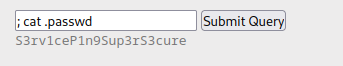 ; cat .passwd Submit Query
S3rv1ceP1n9Sup3rS3cure